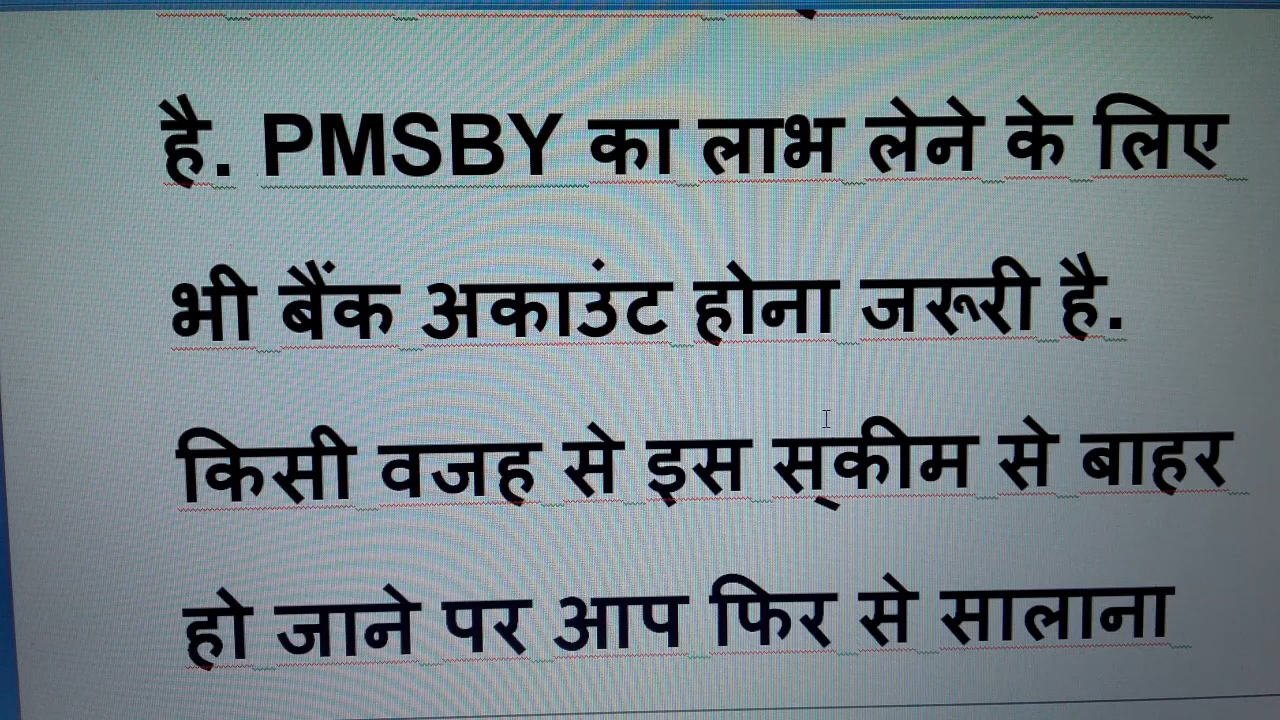 है. PMSBY का लाभ लेने के लिए
भी बैंक अकाउंट होना जरूरी है.
किसी वजह से इस स्‌कीम से बाहर
हो जाने पर आप फिर से सालाना